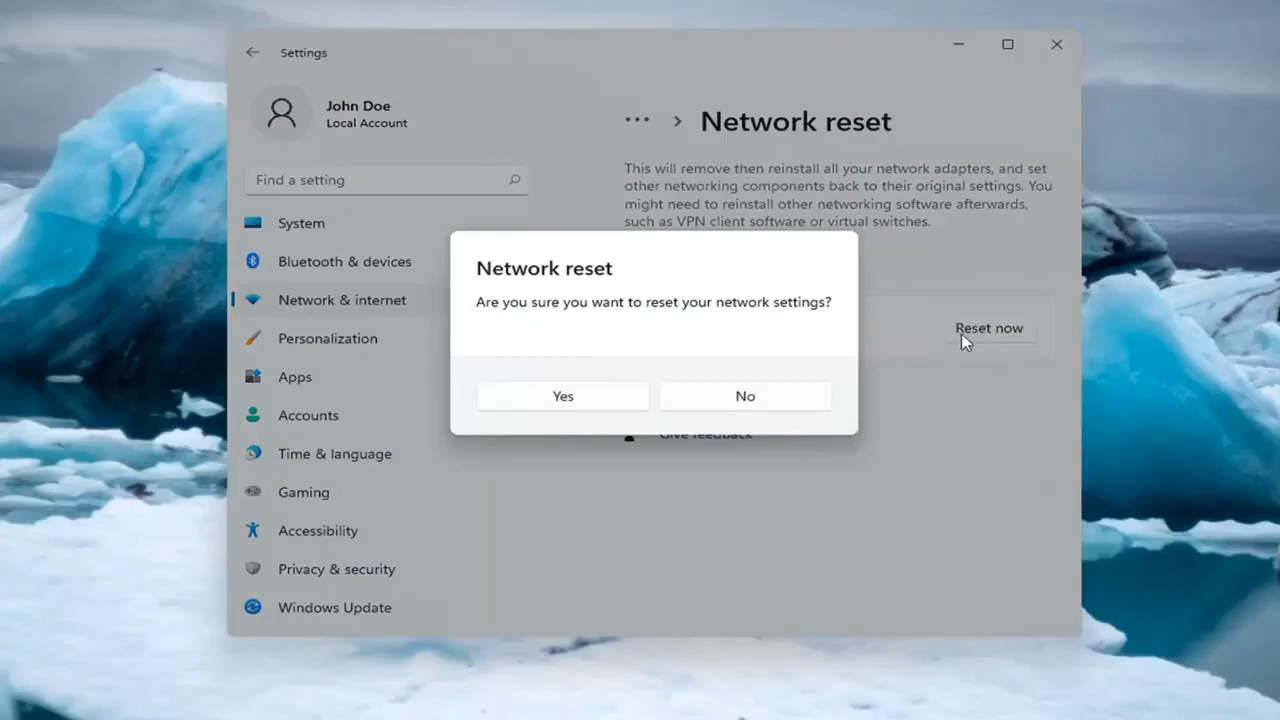 Settings
John Doe
Local Account
Find a setting
System
Bluetooth & devices
Network & internet
Personalization
Apps
Accounts
Time & language
Gaming
Accessibility
Privacy & security
Windows Update
... > Network reset
This will remove then reinstall all your network adapters, and set
other networking components back to their original settings. You
might need to reinstall other networking software afterwards,
such as VPN client software or virtual switches.
Reset now
Network reset
Are you sure you want to reset your network settings?
Yes
No
Give feedback